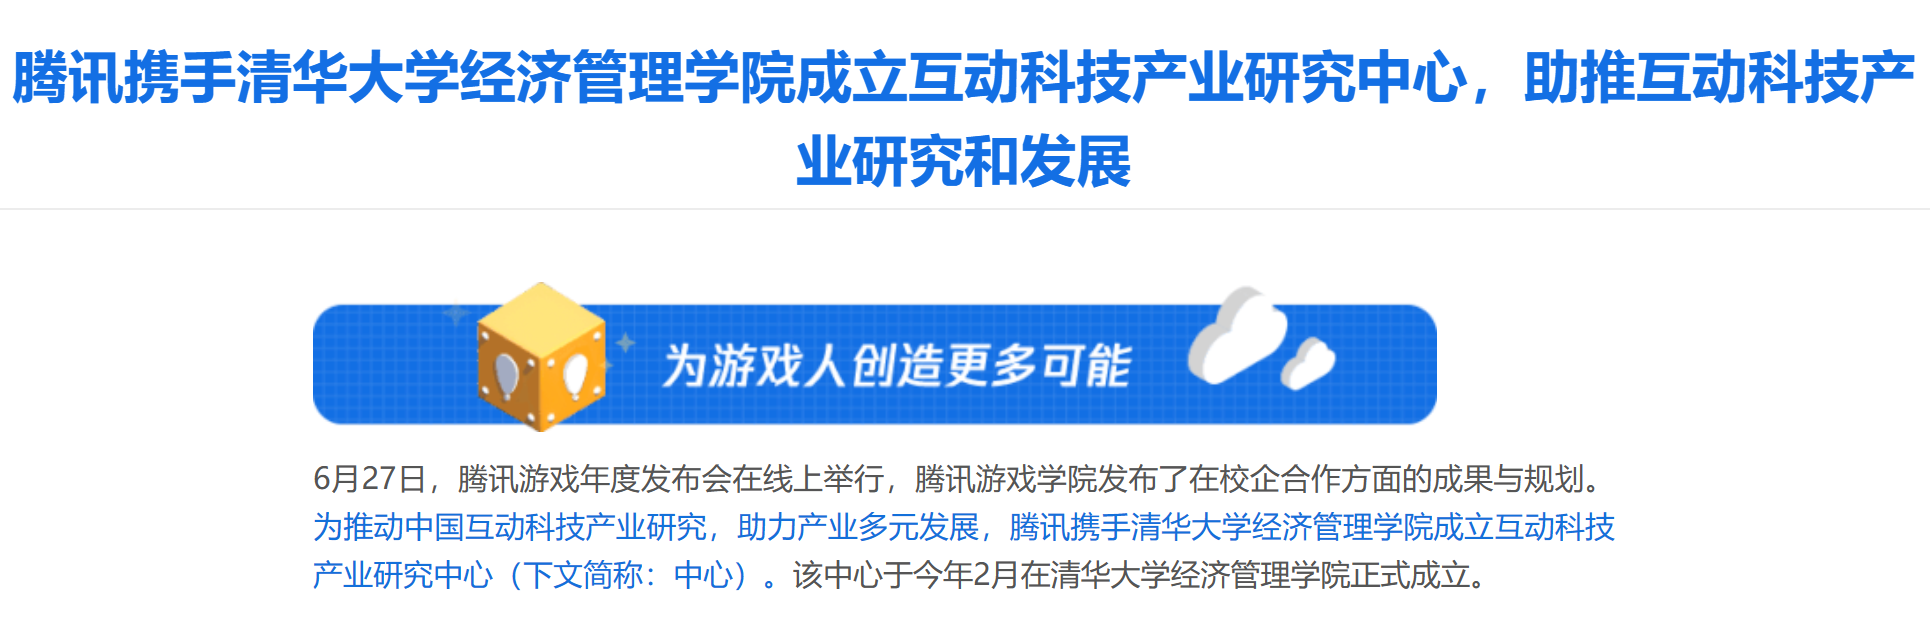 腾讯携手清华大学经济管理学院成立互动科技产业研究中心，助推互动科技产
业研究和发展
为游戏人创造更多可能
6月27日，腾讯游戏年度发布会在线上举行，腾讯游戏学院发布了在校企合作方面的成果与规划。
为推动中国互动科技产业研究，助力产业多元发展，腾讯携手清华大学经济管理学院成立互动科技
产业研究中心（下文简称：中心）。该中心于今年2月在清华大学经济管理学院正式成立。